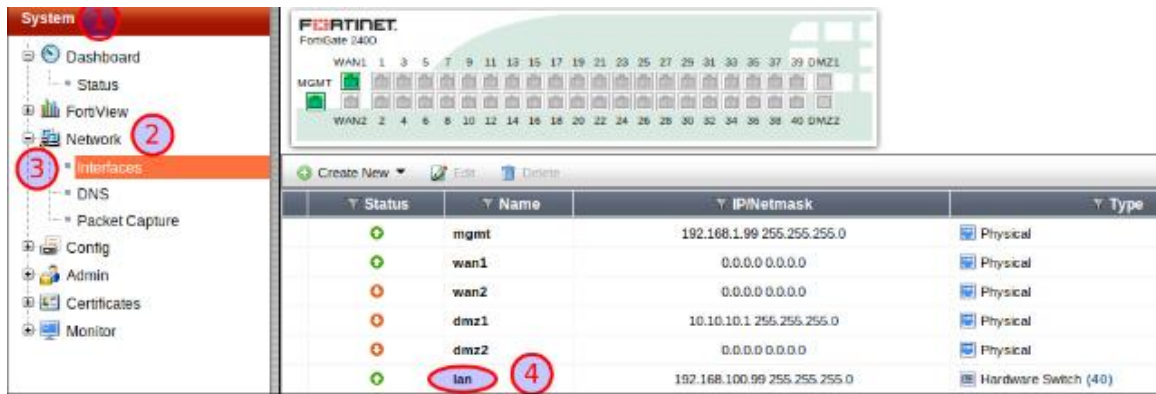 System 1
Dashboard
Status
FortiView
Network 2
3 Interfaces
DNS
Packet Capture
Config
Admin
Certificates
Monitor
FORTINET.
FortiGate 240D
WAN1 1 3 5 7 9 11 13 15 17 19 21 23 25 27 29 31 33 35 37 39 DMZ1
MGMT
WAN2 2 4 6 8 10 12 14 16 18 20 22 24 26 28 30 32 34 36 38 40 DMZ2
Create New Edit Delete
Status Name IP/Netmask Type
mgmt 192.168.1.99 255.255.255.0 Physical
wan1 0.0.0.0 0.0.0.0 Physical
wan2 0.0.0.0 0.0.0.0 Physical
dmz1 10.10.10.1 255.255.255.0 Physical
dmz2 0.0.0.0 0.0.0.0 Physical
lan 4 192.168.100.99 255.255.255.0 Hardware Switch (40)